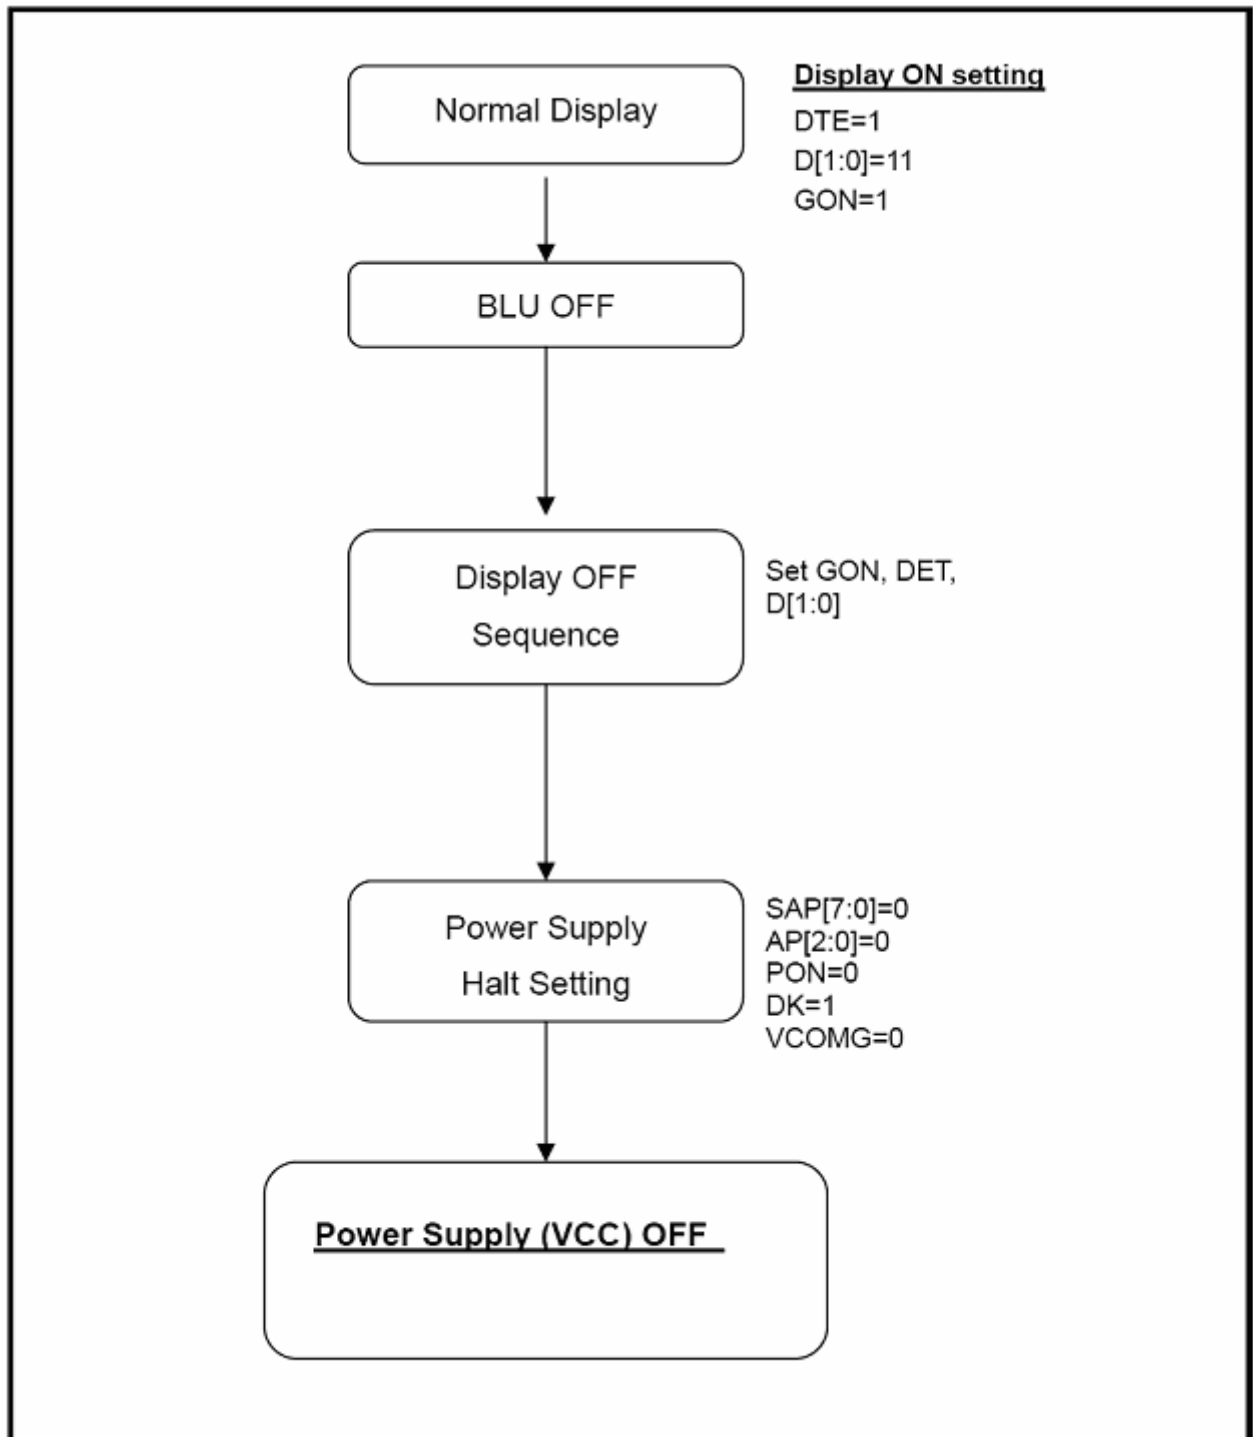 Normal Display
Display ON setting
DTE=1
D[1:0]=11
GON=1
BLU OFF
Display OFF
Sequence
Set GON, DET,
D[1:0]
Power Supply
Halt Setting
SAP[7:0]=0
AP[2:0]=0
PON=0
DK=1
VCOMG=0
Power Supply (VCC) OFF